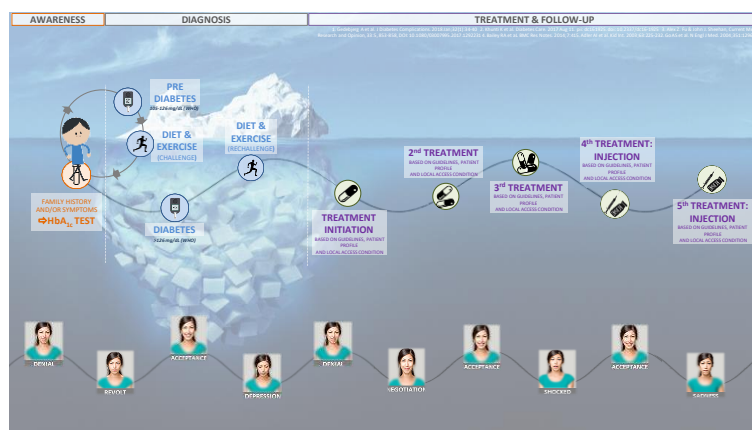 AWARENESS
DIAGNOSIS
TREATMENT & FOLLOW-UP
PRE
DIABETES
DIET &
EXERCISE
(CHALLENGE)
DIET &
EXERCISE
(RECHALLENGE)
FAMILY HISTORY
AND/OR SYMPTOMS
➩HbA1c TEST
DIABETES
TREATMENT
INITIATION
BASED ON GUIDELINES, PATIENT
PROFILE
AND LOCAL ACCESS CONDITION
2nd TREATMENT
BASED ON GUIDELINES, PATIENT
PROFILE
AND LOCAL ACCESS CONDITION
3rd TREATMENT
BASED ON GUIDELINES, PATIENT
PROFILE
AND LOCAL ACCESS CONDITION
4th TREATMENT:
INJECTION
BASED ON GUIDELINES, PATIENT
PROFILE
AND LOCAL ACCESS CONDITION
5th TREATMENT:
INJECTION
BASED ON GUIDELINES, PATIENT
PROFILE
AND LOCAL ACCESS CONDITION
DENIAL
REVOLT
ACCEPTANCE
DEPRESSION
DENIAL
NEGOTIATION
ACCEPTANCE
SHOCKED
ACCEPTANCE
SADNESS